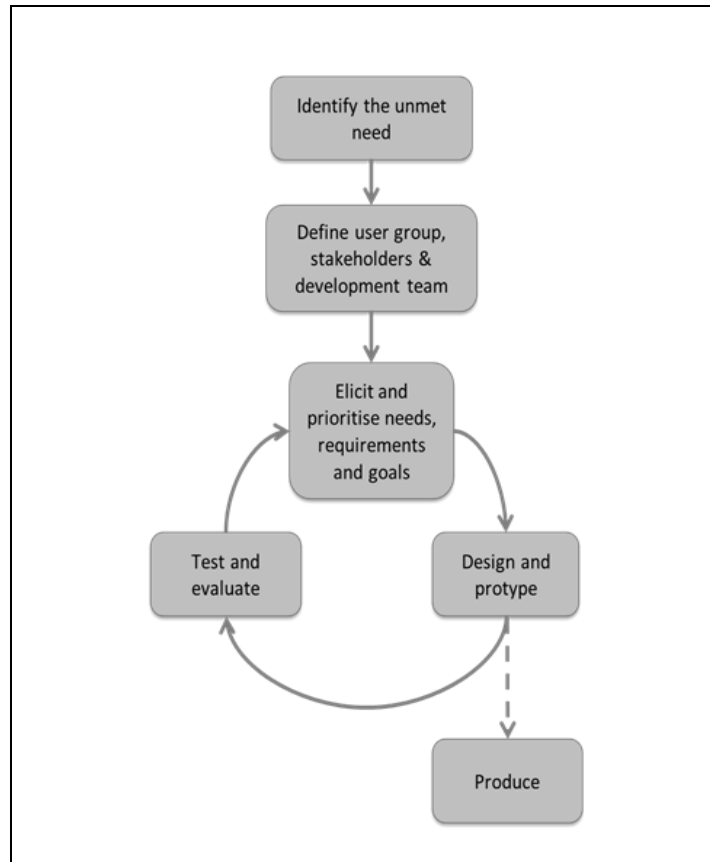 Identify the unmet
need
Define user group,
stakeholders &
development team
Elicit and
prioritise needs,
requirements
and goals
Test and
evaluate
Design and
protype
Produce